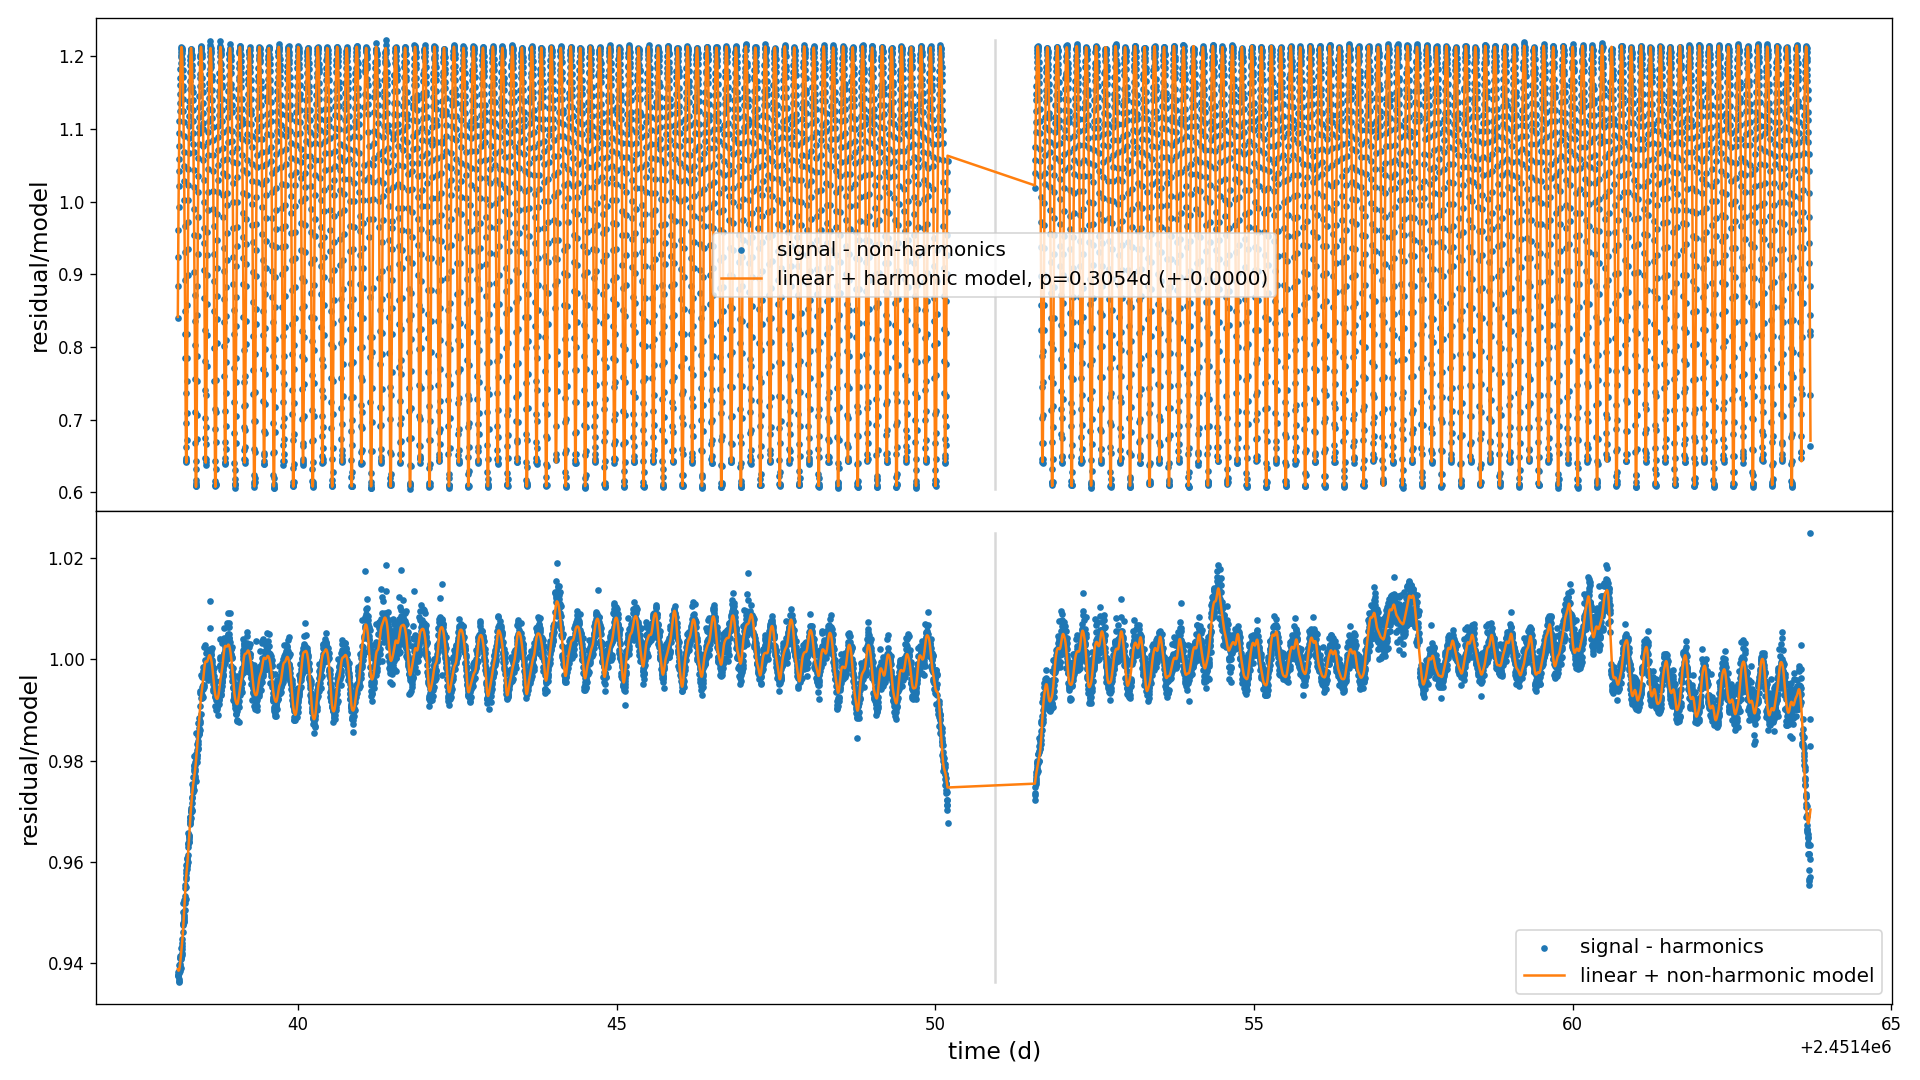 1.2
1.1
1.0
0.9
0.8
0.7
0.6
residual/model
signal - non-harmonics
linear + harmonic model, p=0.3054d (+-0.0000)
1.02
1.00
0.98
0.96
0.94
residual/model
signal - harmonics
linear + non-harmonic model
40 45 50 55 60 65
time (d)
+2.4514e6